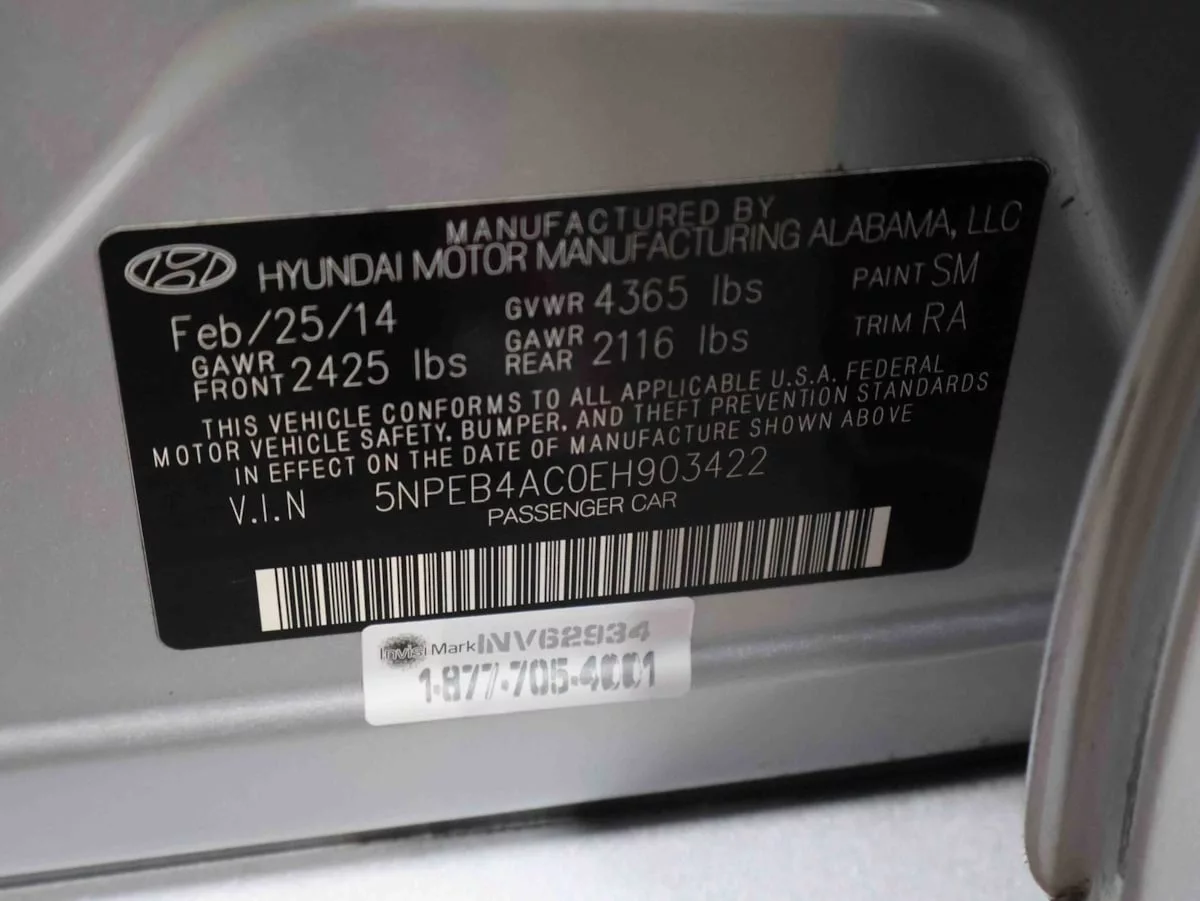 MANUFACTURED BY
HYUNDAI MOTOR MANUFACTURING ALABAMA, LLC
Feb/25/14 GVWR 4365 lbs PAINT SM
GAWR FRONT 2425 lbs GAWR REAR 2116 lbs TRIM RA
THIS VEHICLE CONFORMS TO ALL APPLICABLE U.S.A. FEDERAL
MOTOR VEHICLE SAFETY, BUMPER, AND THEFT PREVENTION STANDARDS
IN EFFECT ON THE DATE OF MANUFACTURE SHOWN ABOVE
V.I.N 5NPEB4AC0EH903422
PASSENGER CAR
Invisi Mark INV62934
1-877-705-4001